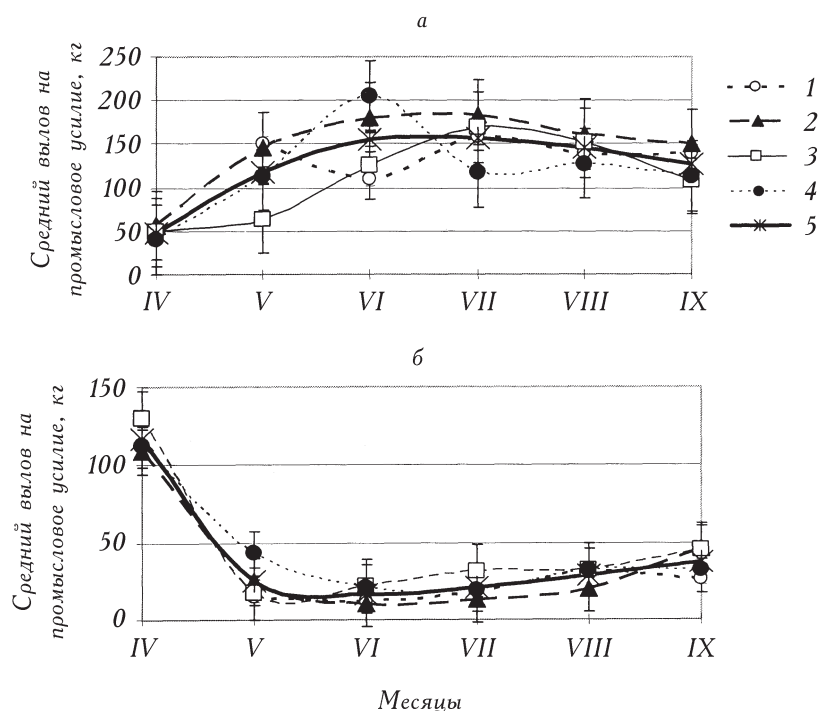 а
Средний вылов на
промысловое усилие, кг
250
200
150
100
50
0
IV V VI VII VIII IX
1
2
3
4
5
б
Средний вылов на
промысловое усилие, кг
150
100
50
0
IV V VI VII VIII IX
Месяцы